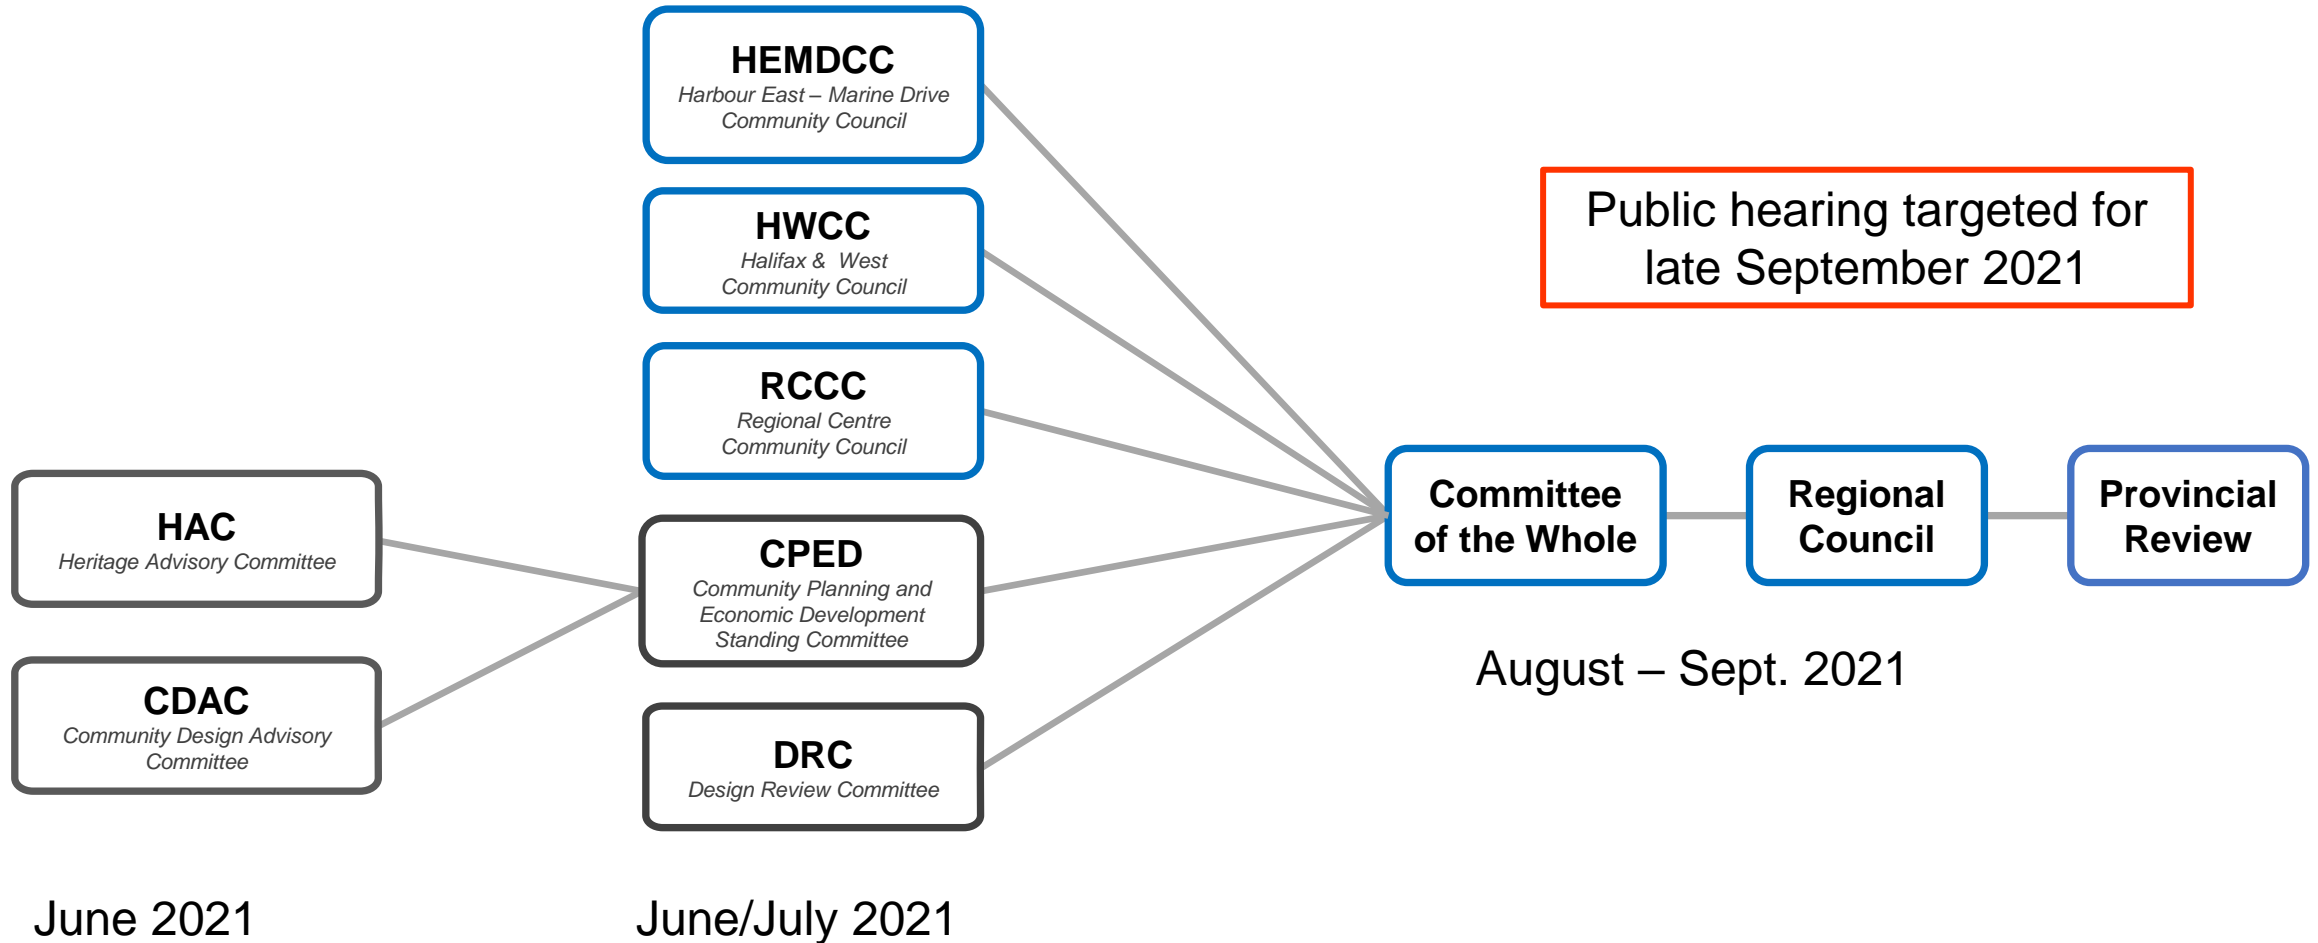 HEMDCC
Harbour East – Marine Drive
Community Council
HWCC
Halifax & West
Community Council
RCCC
Regional Centre
Community Council
HAC
Heritage Advisory Committee
CPED
Community Planning and
Economic Development
Standing Committee
CDAC
Community Design Advisory
Committee
DRC
Design Review Committee
Public hearing targeted for
late September 2021
Committee
of the Whole
Regional
Council
Provincial
Review
August – Sept. 2021
June 2021
June/July 2021